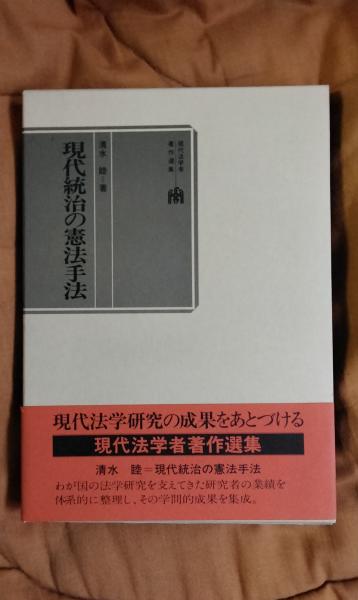 現代法学者
著作選集
清水 睦＝著
現代統治の憲法手法
現代法学研究の成果をあとづける
現代法学者著作選集
清水 睦＝現代統治の憲法手法
わが国の法学研究を支えてきた研究者の業績を
体系的に整理し、その学問的成果を集成。